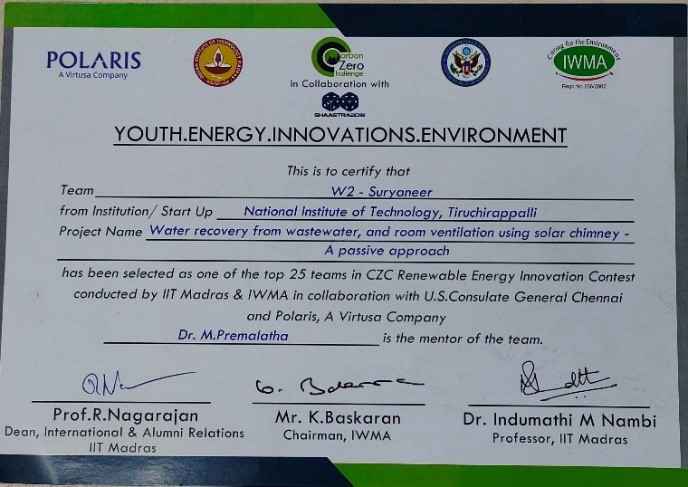 POLARIS
A Virtusa Company
Carbon
Zero
Challenge
in Collaboration with
SHAASTRA2018
Caring for the Environment
IWMA
YOUTH.ENERGY.INNOVATIONS.ENVIRONMENT
This is to certify that
Team W2 - Suryaneer
from Institution/ Start Up National Institute of Technology, Tiruchirappalli
Project Name Water recovery from wastewater, and room ventilation using solar chimney -
A passive approach
has been selected as one of the top 25 teams in CZC Renewable Energy Innovation Contest
conducted by IIT Madras & IWMA in collaboration with U.S.Consulate General Chennai
and Polaris, A Virtusa Company
Dr. M.Premalatha is the mentor of the team.
Prof.R.Nagarajan
Dean, International & Alumni Relations
IIT Madras
Mr. K.Baskaran
Chairman, IWMA
Dr. Indumathi M Nambi
Professor, IIT Madras